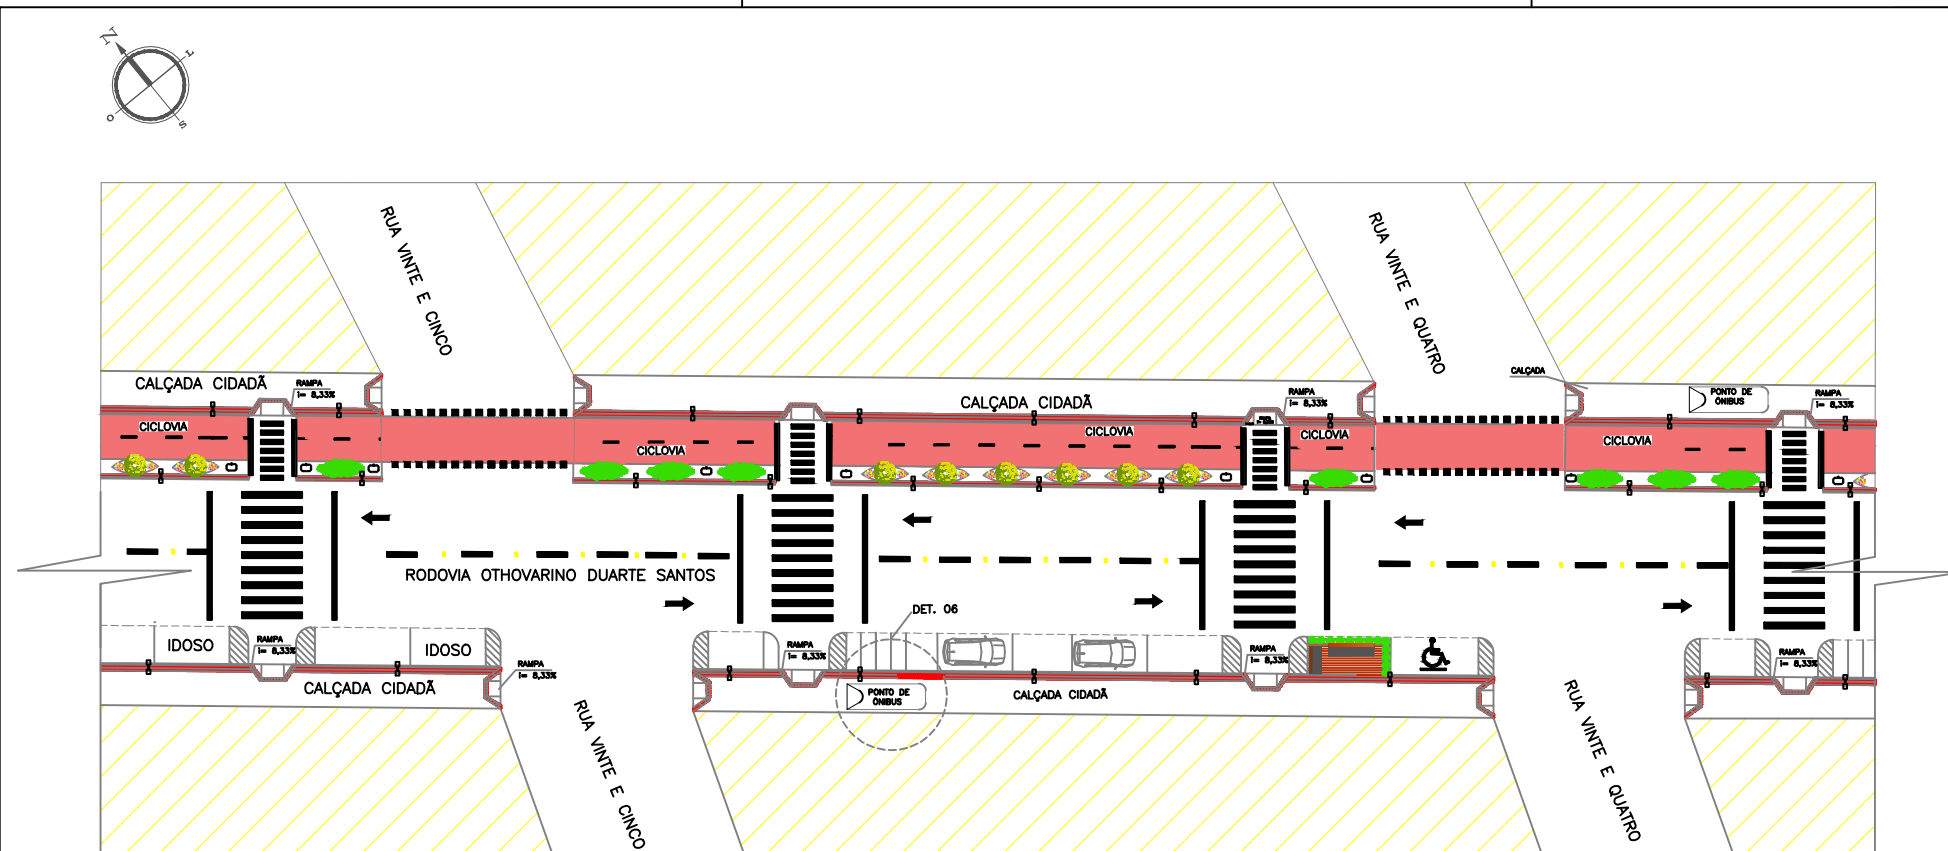 N
L
O
S
RUA VINTE E CINCO
RUA VINTE E QUATRO
CALÇADA CIDADÃ
RAMPA
i= 8,33%
CALÇADA CIDADÃ
RAMPA
i= 8,33%
CALÇADA
PONTO DE
ÔNIBUS
RAMPA
i= 8,33%
CICLOVIA
CICLOVIA
CICLOVIA
CICLOVIA
CICLOVIA
RODOVIA OTHOVARINO DUARTE SANTOS
DET. 06
IDOSO
RAMPA
i= 8,33%
IDOSO
RAMPA
i= 8,33%
RAMPA
i= 8,33%
RAMPA
i= 8,33%
RAMPA
i= 8,33%
CALÇADA CIDADÃ
PONTO DE
ÔNIBUS
CALÇADA CIDADÃ
RUA VINTE E CINCO
RUA VINTE E QUATRO